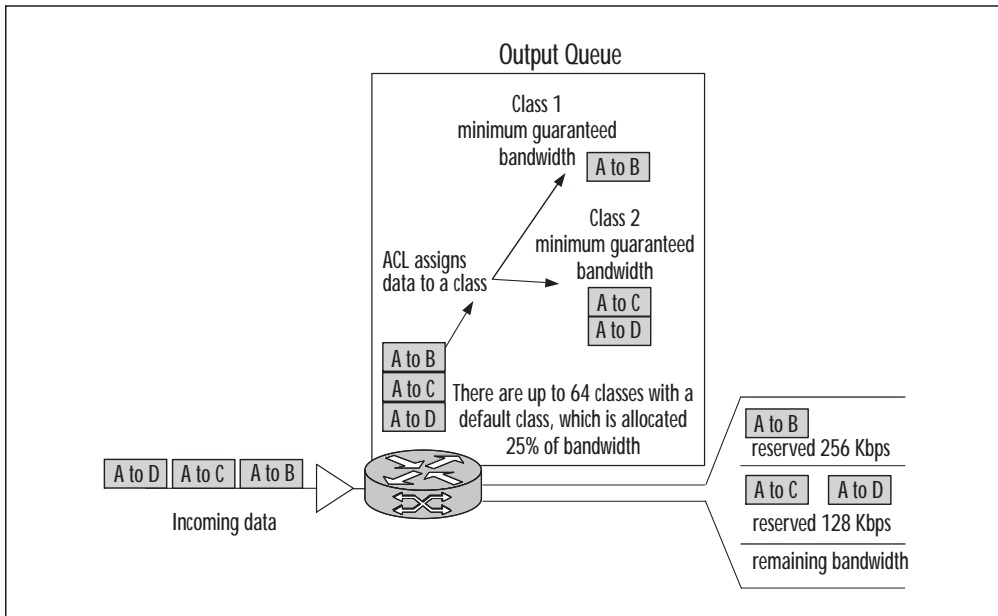 Output Queue
Class 1
minimum guaranteed
bandwidth
A to B
Class 2
minimum guaranteed
bandwidth
A to C
A to D
ACL assigns
data to a class
A to B
A to C
A to D
There are up to 64 classes with a
default class, which is allocated
25% of bandwidth
A to D A to C A to B
Incoming data
A to B
reserved 256 Kbps
A to C A to D
reserved 128 Kbps
remaining bandwidth